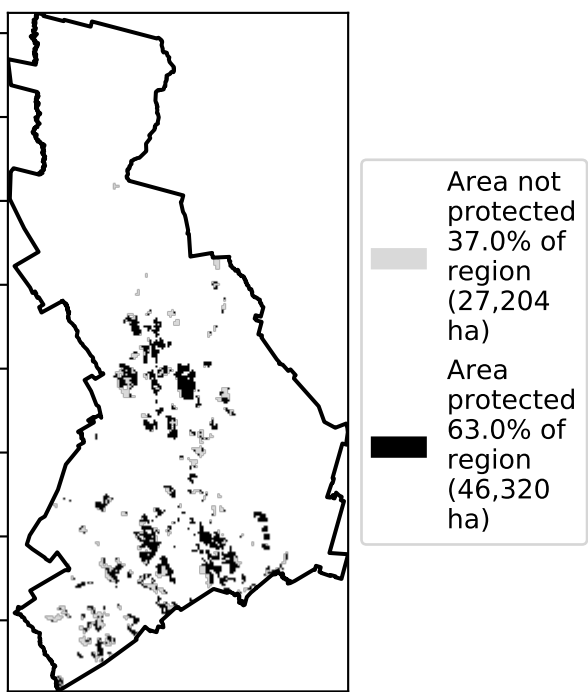 Area not
protected
37.0% of
region
(27,204
ha)
Area
protected
63.0% of
region
(46,320
ha)